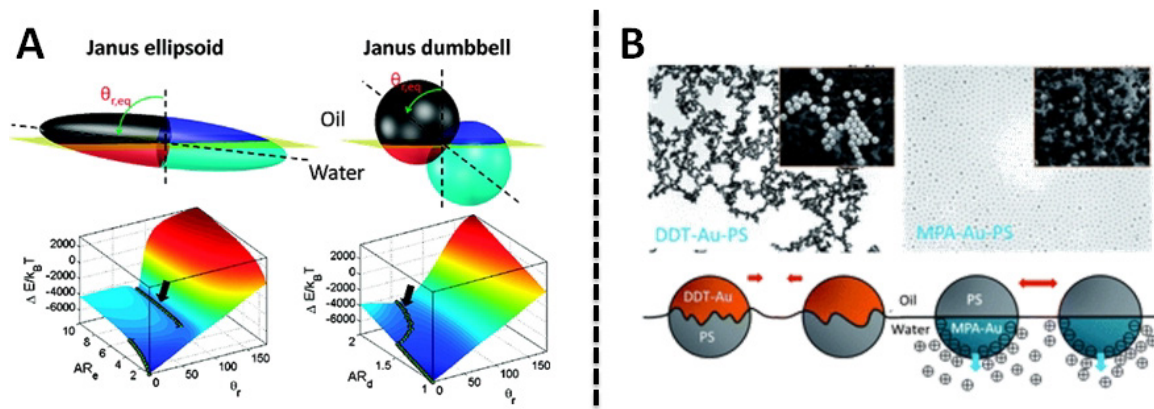 A
Janus ellipsoid
Janus dumbbell
θr,eq
θr,eq
Oil
Water
Δ E/kBT
2000
0
-2000
-4000
-6000
10
8
6
4
2
ARe
0
50
100
150
θr
Δ E/kBT
2000
0
-2000
-4000
-6000
2
1.5
1
ARd
0
50
100
150
θr
B
DDT-Au-PS
MPA-Au-PS
DDT-Au
PS
Oil
Water
PS
MPA-Au